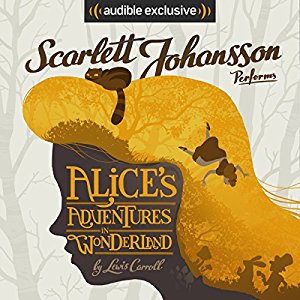 audible exclusive
Scarlett Johansson
Performs
ALICE'S
ADVENTURES
IN WONDERLAND
by Lewis Carroll